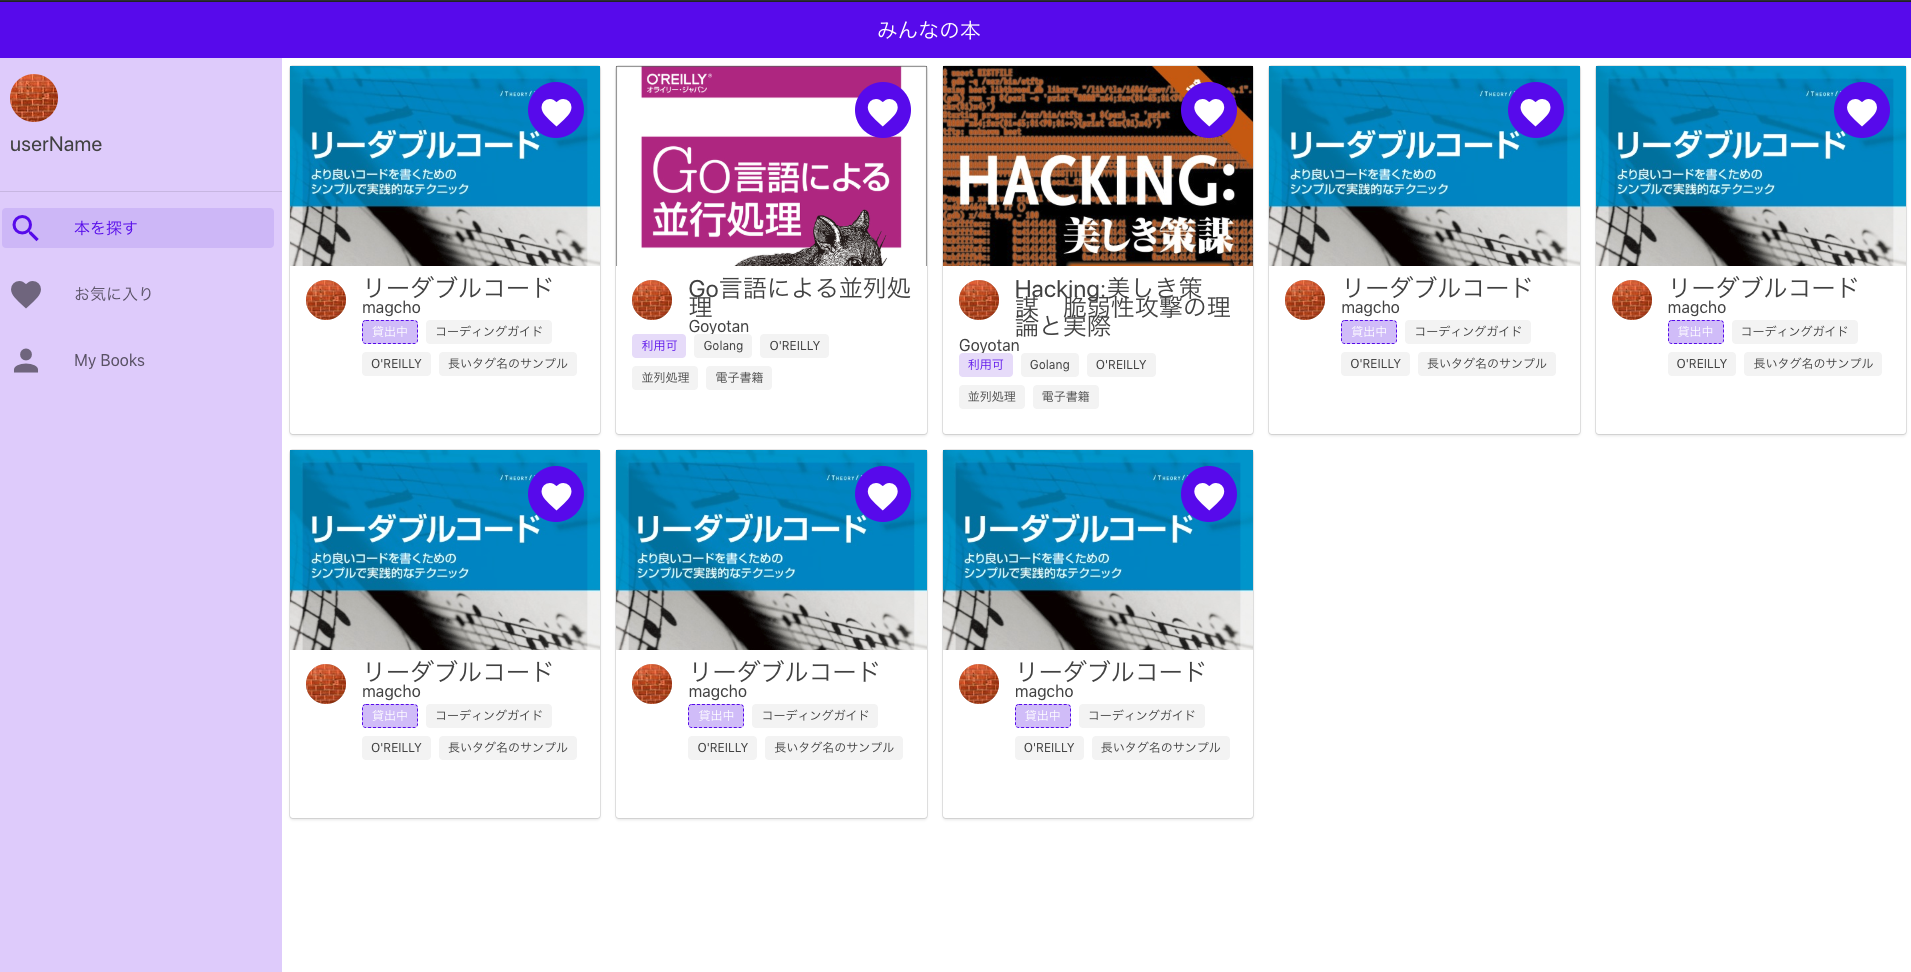 みんなの本
userName
本を探す
お気に入り
My Books
リーダブルコード
より良いコードを書くための
シンプルで実践的なテクニック
リーダブルコード
magcho
貸出中
コーディングガイド
O'REILLY
長いタグ名のサンプル
O'REILLY®
オライリー・ジャパン
Go言語による
並行処理
Go言語による並列処
理
Goyotan
利用可
Golang
O'REILLY
並列処理
電子書籍
HACKING:
美しき策謀
Hacking:美しき策
謀 脆弱性攻撃の理
論と実際
Goyotan
利用可
Golang
O'REILLY
並列処理
電子書籍
リーダブルコード
より良いコードを書くための
シンプルで実践的なテクニック
リーダブルコード
magcho
貸出中
コーディングガイド
O'REILLY
長いタグ名のサンプル
リーダブルコード
より良いコードを書くための
シンプルで実践的なテクニック
リーダブルコード
magcho
貸出中
コーディングガイド
O'REILLY
長いタグ名のサンプル
リーダブルコード
より良いコードを書くための
シンプルで実践的なテクニック
リーダブルコード
magcho
貸出中
コーディングガイド
O'REILLY
長いタグ名のサンプル
リーダブルコード
より良いコードを書くための
シンプルで実践的なテクニック
リーダブルコード
magcho
貸出中
コーディングガイド
O'REILLY
長いタグ名のサンプル
リーダブルコード
より良いコードを書くための
シンプルで実践的なテクニック
リーダブルコード
magcho
貸出中
コーディングガイド
O'REILLY
長いタグ名のサンプル